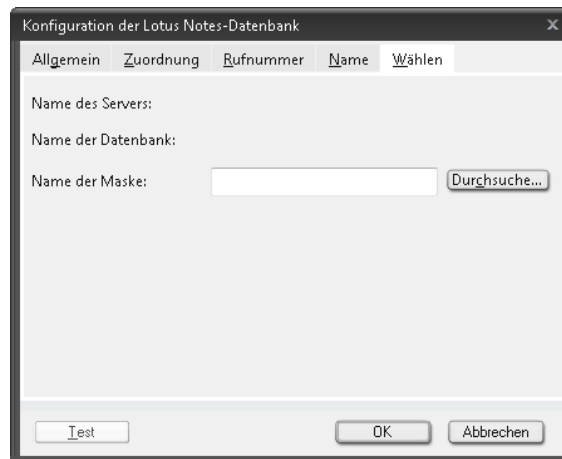 Konfiguration der Lotus Notes-Datenbank x
Allgemein Zuordnung Rufnummer Name Wählen
Name des Servers:
Name der Datenbank:
Name der Maske: Durchsuche...
Test OK Abbrechen